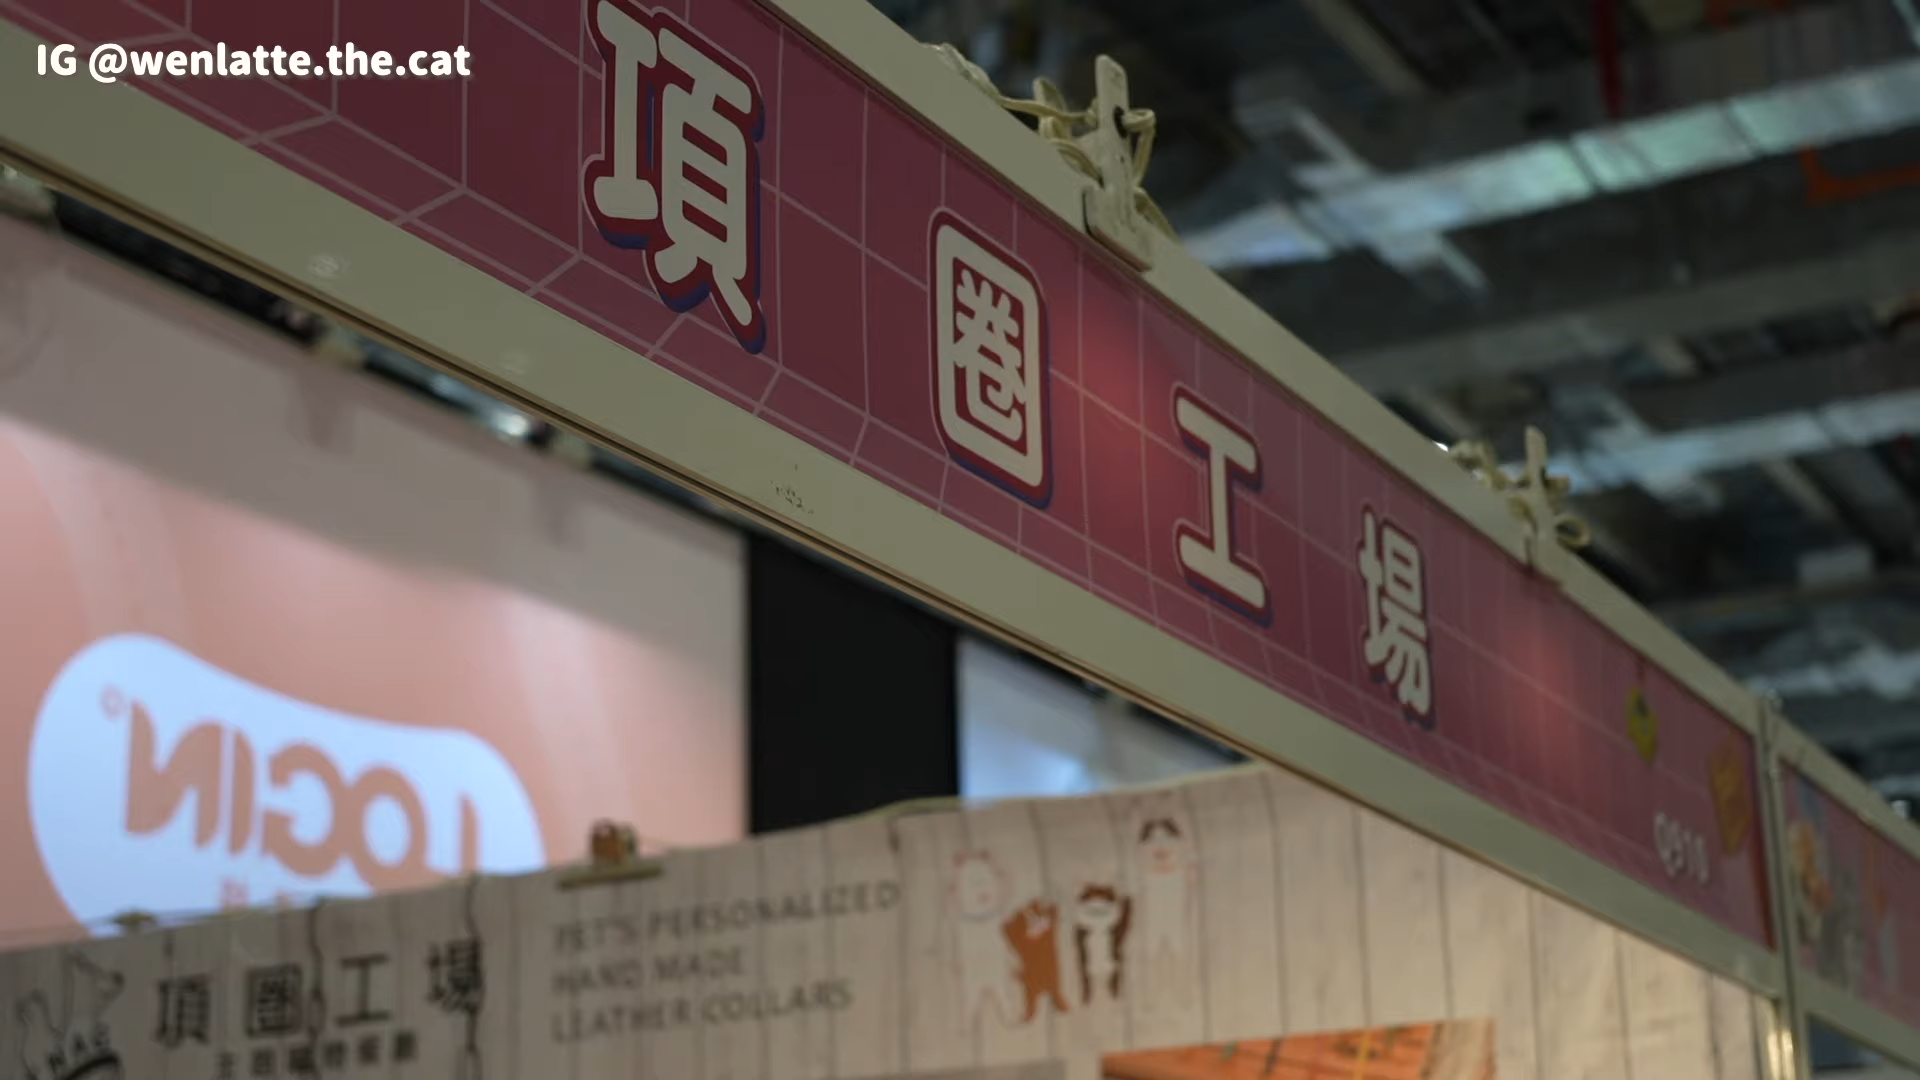 IG @wenlatte.the.cat
項圈工場
Q919
LOGIN
項圈工場
PET'S PERSONALIZED
HAND MADE
LEATHER COLLARS